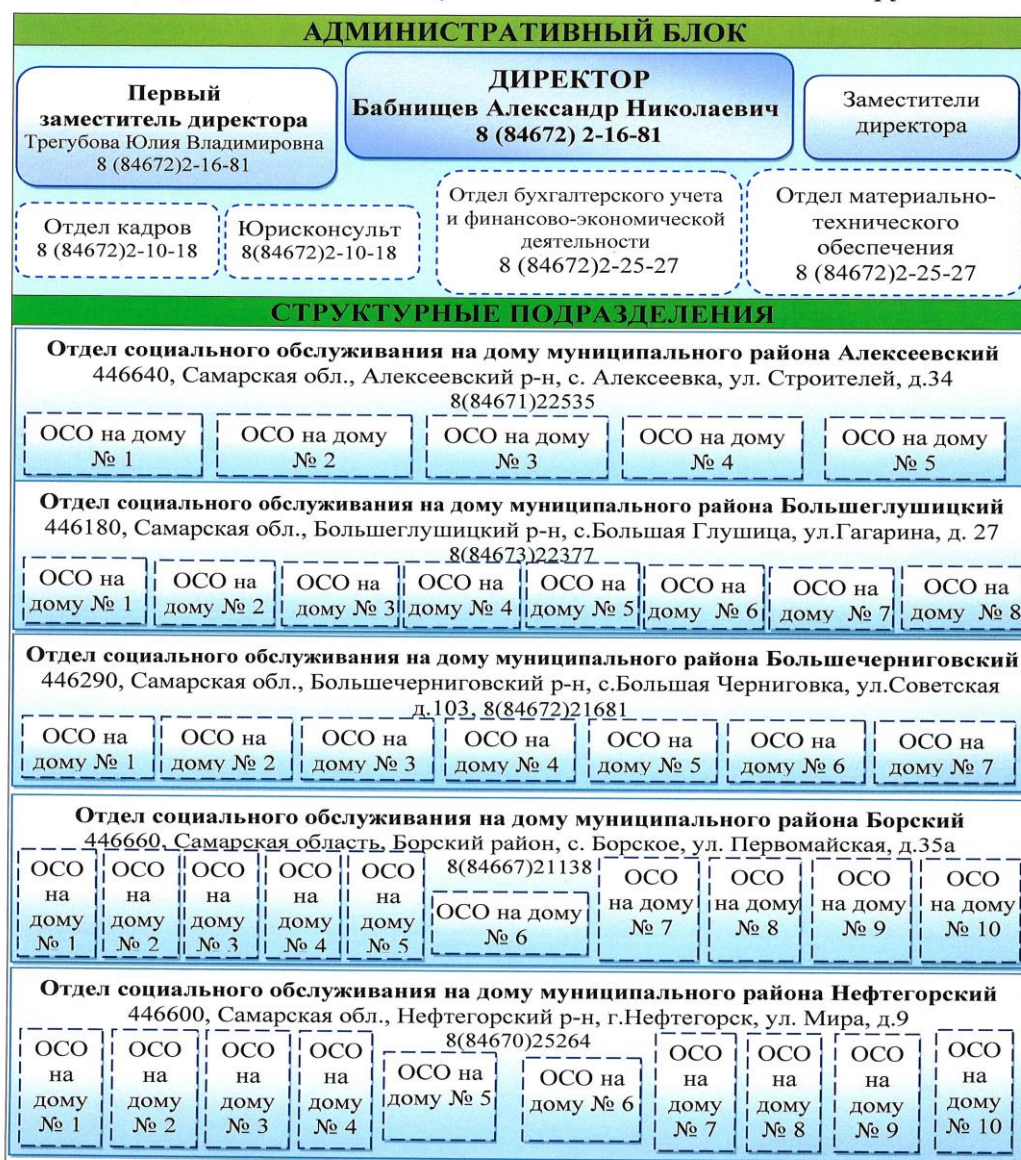 АДМИНИСТРАТИВНЫЙ БЛОК
Первый
заместитель директора
Трегубова Юлия Владимировна
8 (84672)2-16-81
ДИРЕКТОР
Бабнищев Александр Николаевич
8 (84672) 2-16-81
Заместители
директора
Отдел кадров
8 (84672)2-10-18
Юрисконсульт
8(84672)2-10-18
Отдел бухгалтерского учета
и финансово-экономической
деятельности
8 (84672)2-25-27
Отдел материально-
технического
обеспечения
8 (84672)2-25-27
СТРУКТУРНЫЕ ПОДРАЗДЕЛЕНИЯ
Отдел социального обслуживания на дому муниципального района Алексеевский
446640, Самарская обл., Алексеевский р-н, с. Алексеевка, ул. Строителей, д.34
8(84671)22535
ОСО на дому
№ 1
ОСО на дому
№ 2
ОСО на дому
№ 3
ОСО на дому
№ 4
ОСО на дому
№ 5
Отдел социального обслуживания на дому муниципального района Большеглушицкий
446180, Самарская обл., Большеглушицкий р-н, с.Большая Глушица, ул.Гагарина, д. 27
8(84673)22377
ОСО на
дому № 1
ОСО на
дому № 2
ОСО на
дому № 3
ОСО на
дому № 4
ОСО на
дому № 5
ОСО на
дому № 6
ОСО на
дому № 7
ОСО на
дому № 8
Отдел социального обслуживания на дому муниципального района Большечерниговский
446290, Самарская обл., Большечерниговский р-н, с.Большая Черниговка, ул.Советская
д.103, 8(84672)21681
ОСО на
дому № 1
ОСО на
дому № 2
ОСО на
дому № 3
ОСО на
дому № 4
ОСО на
дому № 5
ОСО на
дому № 6
ОСО на
дому № 7
Отдел социального обслуживания на дому муниципального района Борский
446660, Самарская область, Борский район, с. Борское, ул. Первомайская, д.35а
8(84667)21138
ОСО
на
дому
№ 1
ОСО
на
дому
№ 2
ОСО
на
дому
№ 3
ОСО
на
дому
№ 4
ОСО
на
дому
№ 5
ОСО на дому
№ 6
ОСО
на дому
№ 7
ОСО
на дому
№ 8
ОСО
на дому
№ 9
ОСО
на дому
№ 10
Отдел социального обслуживания на дому муниципального района Нефтегорский
446600, Самарская обл., Нефтегорский р-н, г.Нефтегорск, ул. Мира, д.9
8(84670)25264
ОСО
на
дому
№ 1
ОСО
на
дому
№ 2
ОСО
на
дому
№ 3
ОСО
на
дому
№ 4
ОСО на
дому № 5
ОСО на
дому № 6
ОСО
на
дому
№ 7
ОСО
на
дому
№ 8
ОСО
на
дому
№ 9
ОСО
на
дому
№ 10